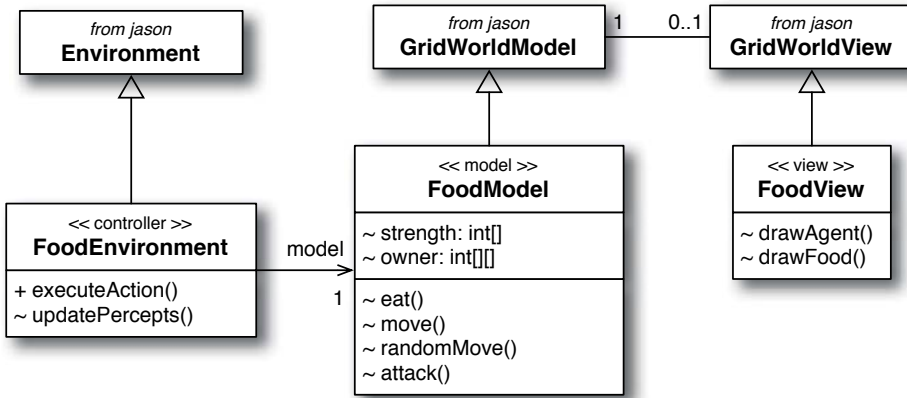 from jason
Environment
from jason
GridWorldModel
1
0..1
from jason
GridWorldView
<< controller >>
FoodEnvironment
+ executeAction()
~ updatePercepts()
model
1
<< model >>
FoodModel
~ strength: int[]
~ owner: int[][]
~ eat()
~ move()
~ randomMove()
~ attack()
<< view >>
FoodView
~ drawAgent()
~ drawFood()